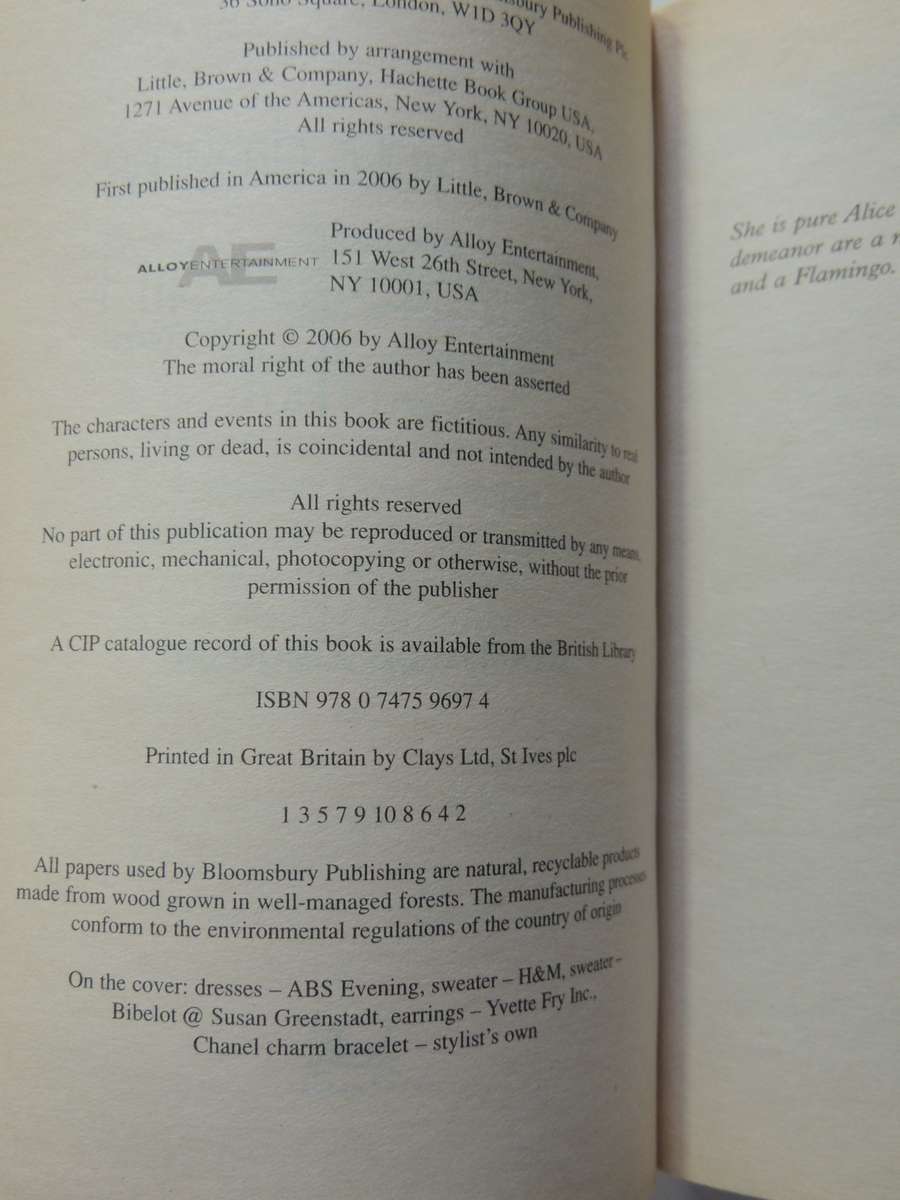 36 Soho Square, London, W1D 3QY
Bloomsbury Publishing Plc
Published by arrangement with
Little, Brown & Company, Hachette Book Group USA,
1271 Avenue of the Americas, New York, NY 10020, USA
All rights reserved
First published in America in 2006 by Little, Brown & Company
AE
ALLOYENTERTAINMENT
Produced by Alloy Entertainment,
151 West 26th Street, New York,
NY 10001, USA
Copyright © 2006 by Alloy Entertainment
The moral right of the author has been asserted
The characters and events in this book are fictitious. Any similarity to real
persons, living or dead, is coincidental and not intended by the author
All rights reserved
No part of this publication may be reproduced or transmitted by any means,
electronic, mechanical, photocopying or otherwise, without the prior
permission of the publisher
A CIP catalogue record of this book is available from the British Library
ISBN 978 0 7475 9697 4
Printed in Great Britain by Clays Ltd, St Ives plc
1 3 5 7 9 10 8 6 4 2
All papers used by Bloomsbury Publishing are natural, recyclable products
made from wood grown in well-managed forests. The manufacturing processes
conform to the environmental regulations of the country of origin
On the cover: dresses – ABS Evening, sweater – H&M, sweater –
Bibelot @ Susan Greenstadt, earrings – Yvette Fry Inc.,
Chanel charm bracelet – stylist's own
She is pure Alice
demeanor are a
and a Flamingo.